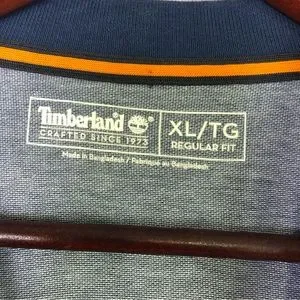 Timberland
CRAFTED SINCE 1973
XL/TG
REGULAR FIT
Made in Bangladesh / Fabriqué au Bangladesh